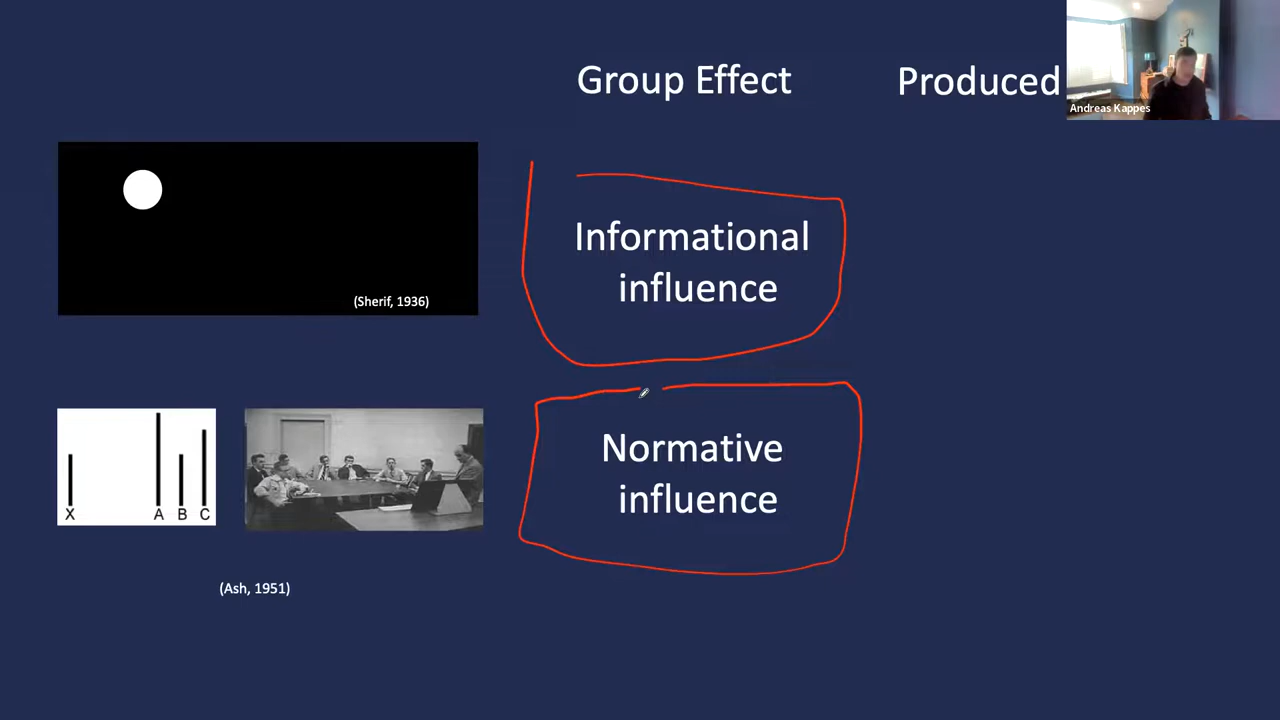 Group Effect
Produced
Andreas Kappes
Informational
influence
(Sherif, 1936)
Normative
influence
X
A
B
C
(Ash, 1951)